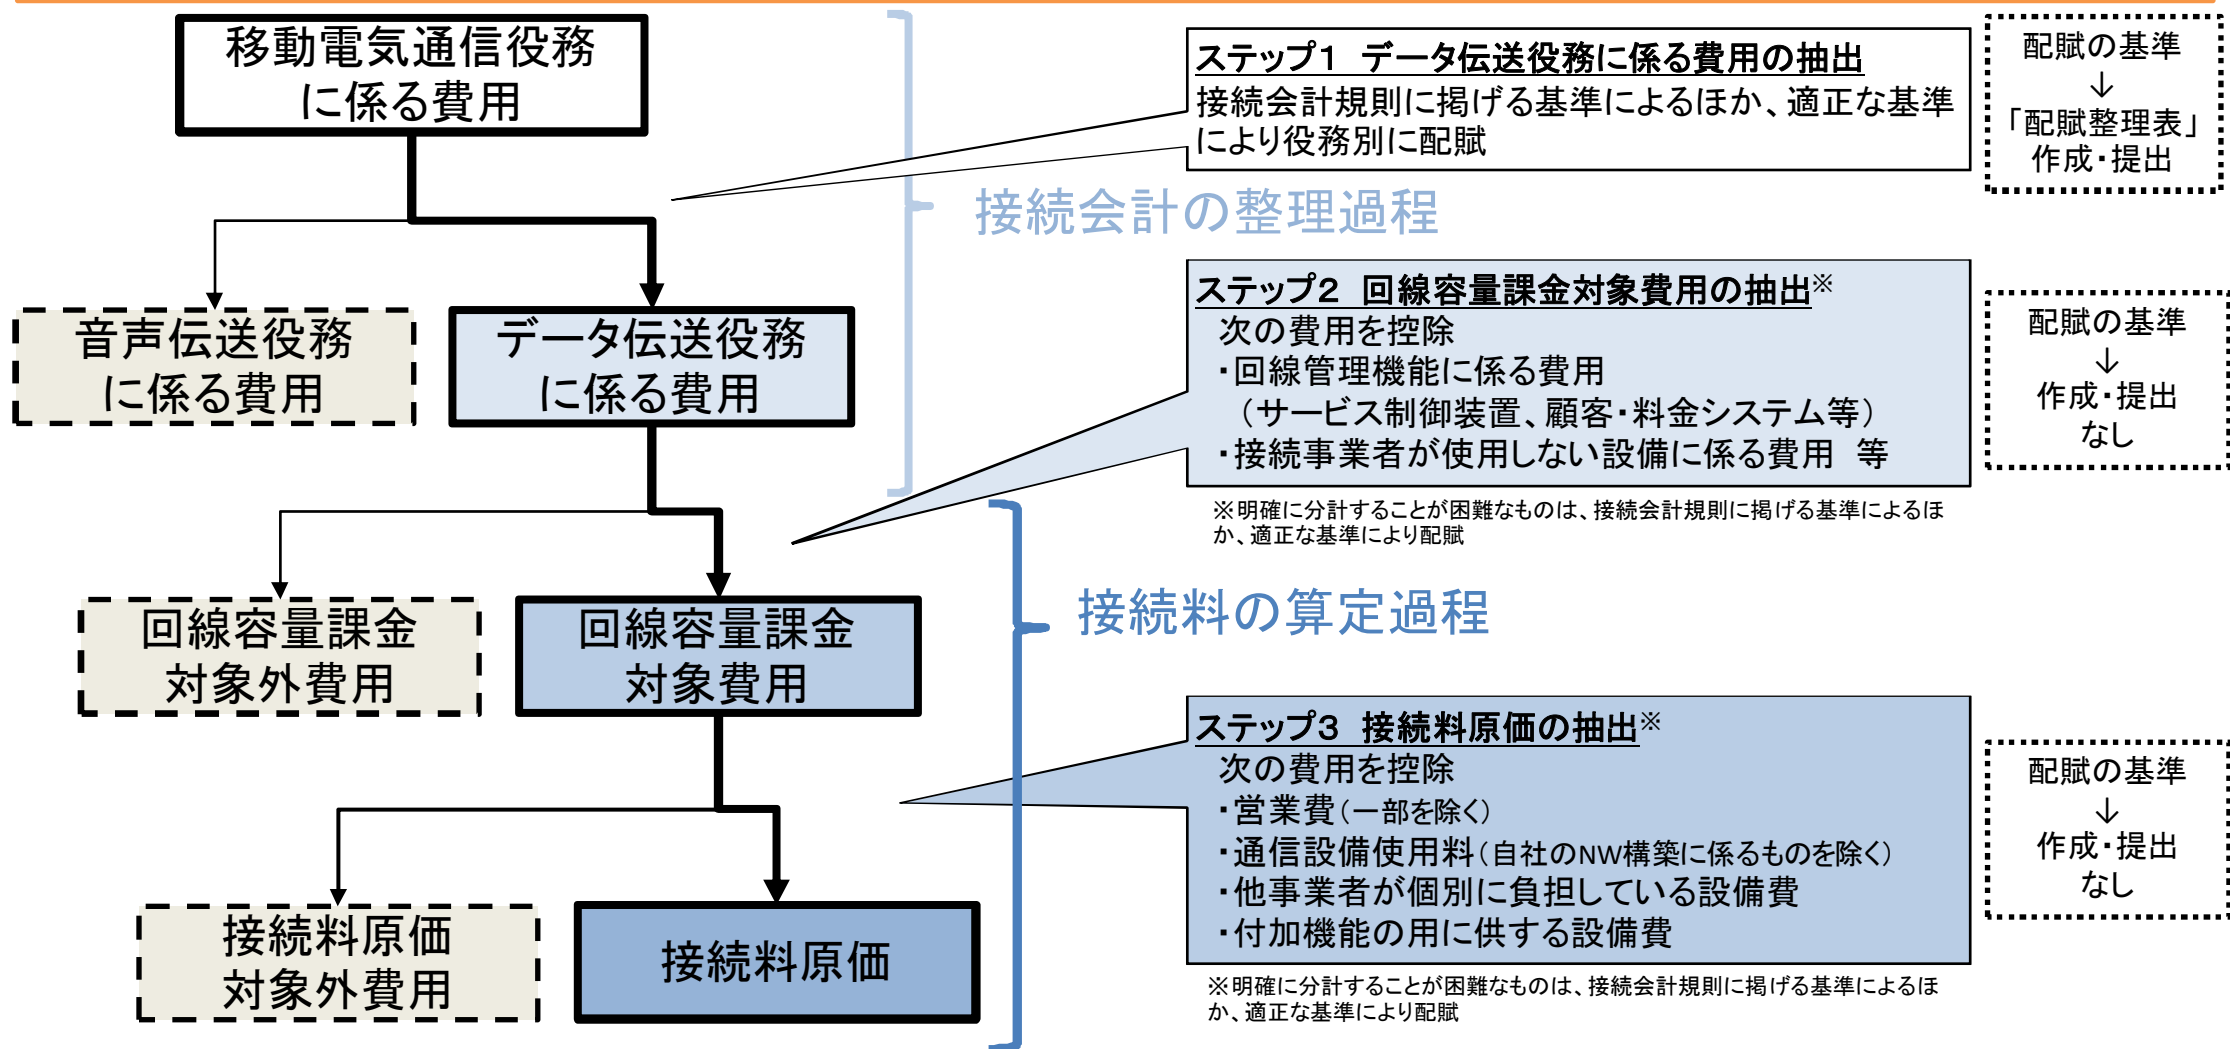 移動電気通信役務
に係る費用
ステップ1 データ伝送役務に係る費用の抽出
接続会計規則に掲げる基準によるほか、適正な基準
により役務別に配賦
配賦の基準
↓
「配賦整理表」
作成・提出
接続会計の整理過程
音声伝送役務
に係る費用
データ伝送役務
に係る費用
ステップ2 回線容量課金対象費用の抽出※
次の費用を控除
・回線管理機能に係る費用
（サービス制御装置、顧客・料金システム等）
・接続事業者が使用しない設備に係る費用 等
※明確に分計することが困難なものは、接続会計規則に掲げる基準によるほ
か、適正な基準により配賦
配賦の基準
↓
作成・提出
なし
接続料の算定過程
回線容量課金
対象外費用
回線容量課金
対象費用
ステップ3 接続料原価の抽出※
次の費用を控除
・営業費（一部を除く）
・通信設備使用料（自社のNW構築に係るものを除く）
・他事業者が個別に負担している設備費
・付加機能の用に供する設備費
※明確に分計することが困難なものは、接続会計規則に掲げる基準によるほ
か、適正な基準により配賦
配賦の基準
↓
作成・提出
なし
接続料原価
対象外費用
接続料原価